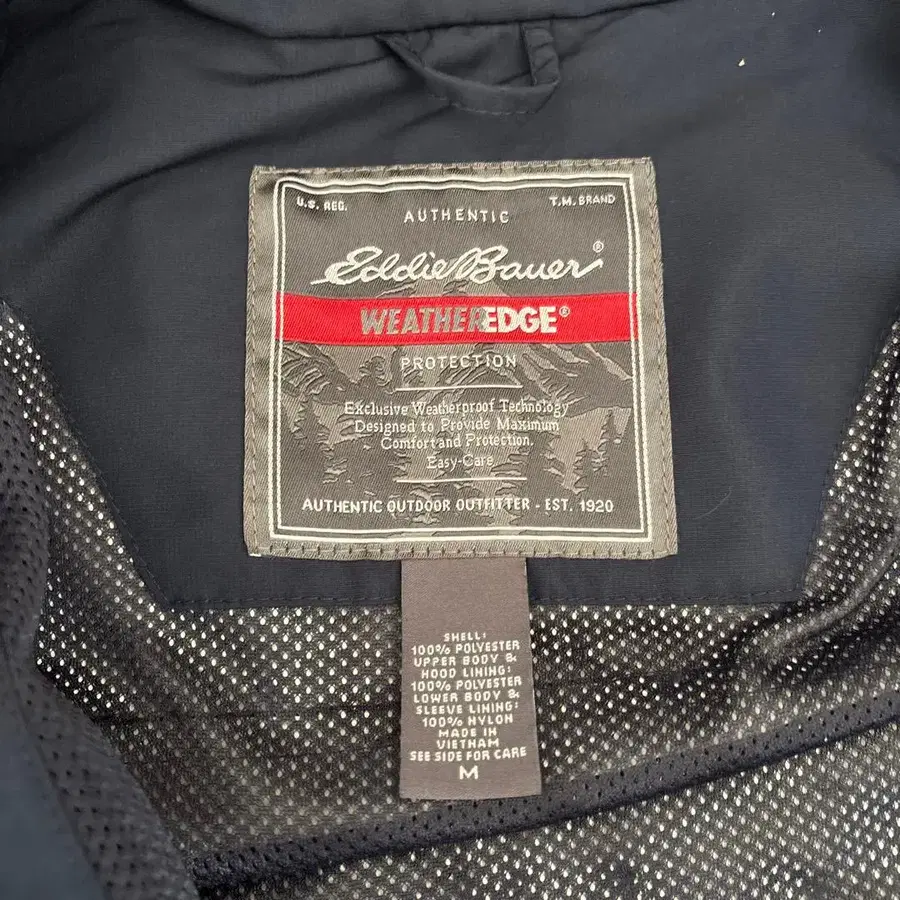 U.S. REG.
T.M. BRAND
AUTHENTIC
Eddie Bauer®
WEATHEREDGE®
PROTECTION
Exclusive Weatherproof Technology
Designed to Provide Maximum
Comfort and Protection.
Easy-Care
AUTHENTIC OUTDOOR OUTFITTER - EST. 1920
SHELL:
100% POLYESTER
UPPER BODY &
HOOD LINING:
100% POLYESTER
LOWER BODY &
SLEEVE LINING:
100% NYLON
MADE IN
VIETNAM
SEE SIDE FOR CARE
M